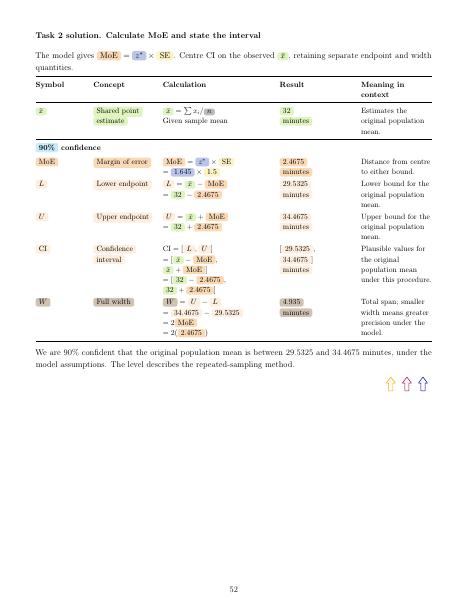 Task 2 solution. Calculate MoE and state the interval
The model gives MoE = z* × SE. Centre CI on the observed x̄, retaining separate endpoint and width
quantities.
Symbol Concept Calculation Result Meaning in
context
x̄ Shared point x̄ = ∑ xᵢ/n 32 Estimates the
estimate Given sample mean minutes original population
mean.
90% confidence
MoE Margin of error MoE = z* × SE 2.4675 Distance from centre
= 1.645 × 1.5 minutes to either bound.
L Lower endpoint L = x̄ − MoE 29.5325 Lower bound for the
= 32 − 2.4675 minutes original population
mean.
U Upper endpoint U = x̄ + MoE 34.4675 Upper bound for the
= 32 + 2.4675 minutes original population
mean.
CI Confidence CI = [ L , U ] [ 29.5325 , Plausible values for
interval = [ x̄ − MoE , 34.4675 ] the original
x̄ + MoE ] minutes population mean
= [ 32 − 2.4675 , under this procedure.
32 + 2.4675 ]
W Full width W = U − L 4.935 Total span; smaller
= 34.4675 − 29.5325 minutes width means greater
= 2 MoE precision under the
= 2( 2.4675 ) model.
We are 90% confident that the original population mean is between 29.5325 and 34.4675 minutes, under the
model assumptions. The level describes the repeated-sampling method.
52